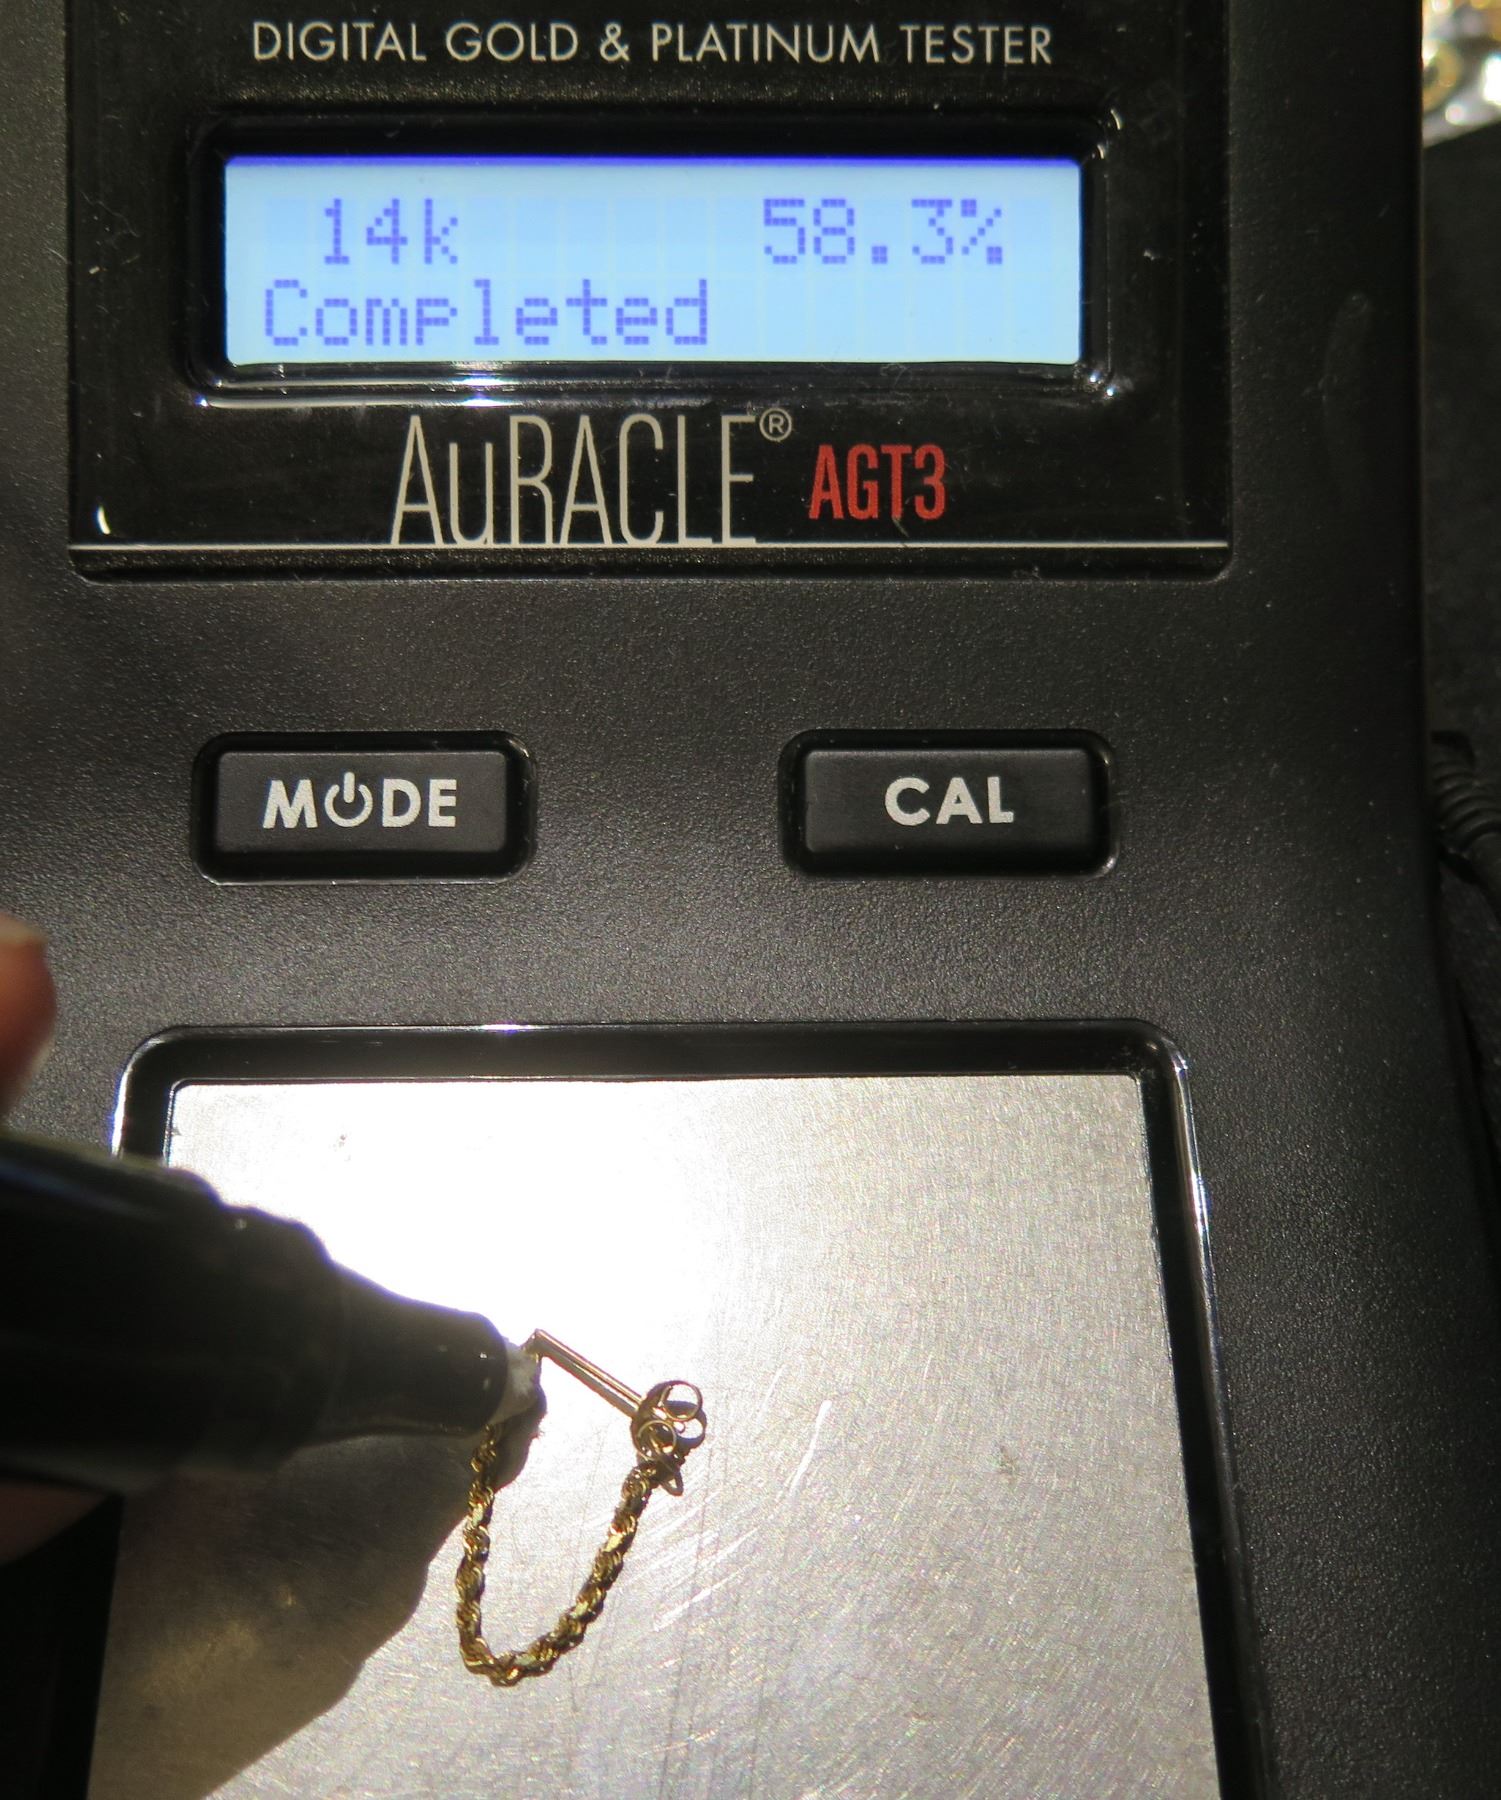 DIGITAL GOLD & PLATINUM TESTER
14k 58.3%
Completed
AuRACLE® AGT3
MODE CAL